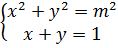 x² + y² = m²
x + y = 1